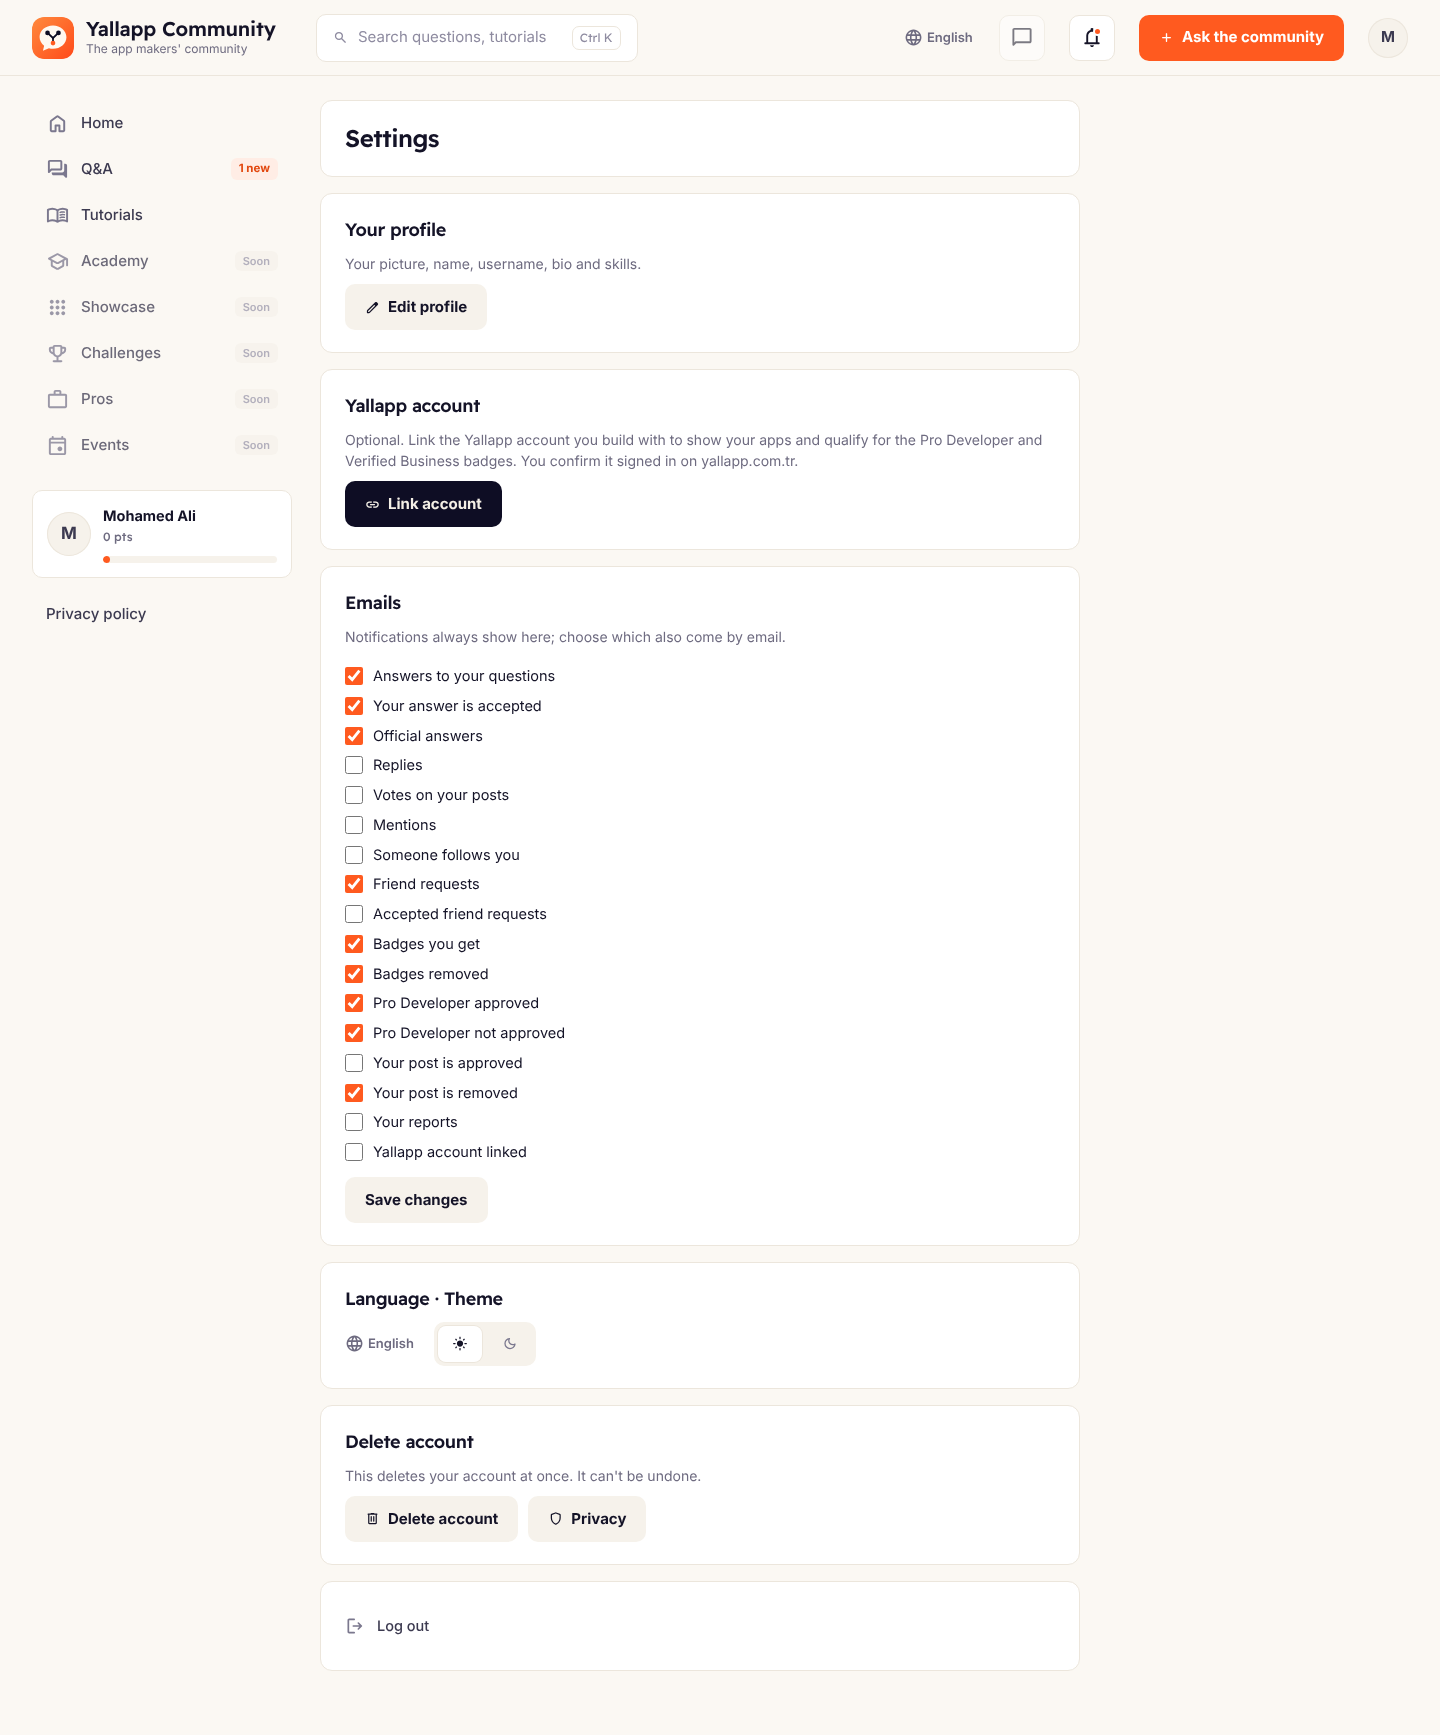 Yallapp Community
The app makers' community
Search questions, tutorials
Ctrl K
English
Ask the community
M
Home
Q&A
1 new
Tutorials
Academy
Soon
Showcase
Soon
Challenges
Soon
Pros
Soon
Events
Soon
M
Mohamed Ali
0 pts
Privacy policy
Settings
Your profile
Your picture, name, username, bio and skills.
Edit profile
Yallapp account
Optional. Link the Yallapp account you build with to show your apps and qualify for the Pro Developer and
Verified Business badges. You confirm it signed in on yallapp.com.tr.
Link account
Emails
Notifications always show here; choose which also come by email.
Answers to your questions
Your answer is accepted
Official answers
Replies
Votes on your posts
Mentions
Someone follows you
Friend requests
Accepted friend requests
Badges you get
Badges removed
Pro Developer approved
Pro Developer not approved
Your post is approved
Your post is removed
Your reports
Yallapp account linked
Save changes
Language · Theme
English
Delete account
This deletes your account at once. It can't be undone.
Delete account
Privacy
Log out